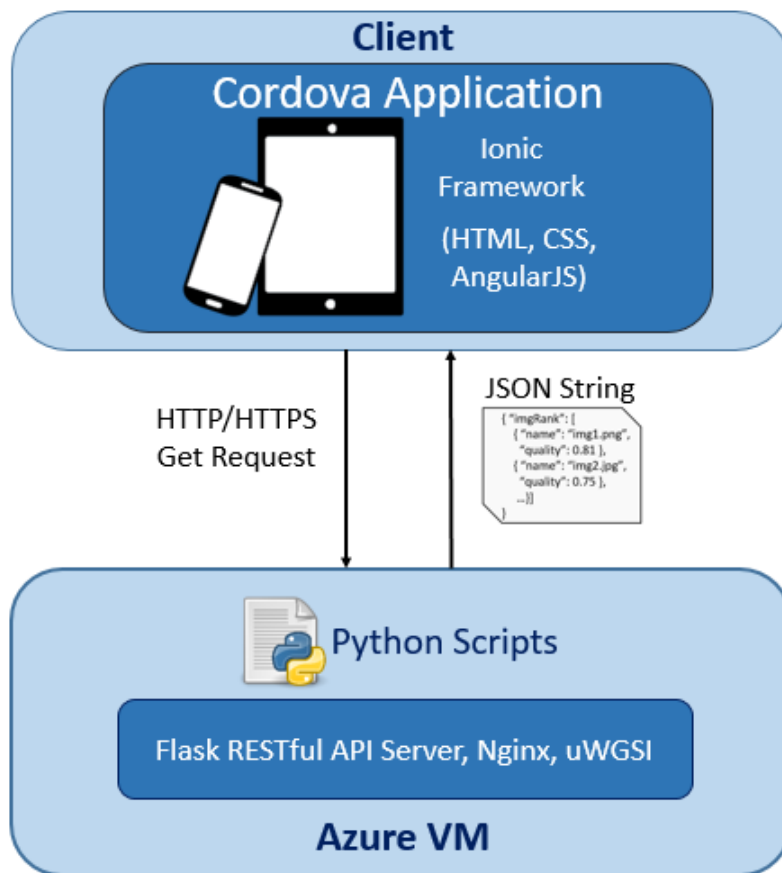 Client
Cordova Application
Ionic
Framework
(HTML, CSS,
AngularJS)
HTTP/HTTPS
Get Request
JSON String
{ "imgRank": [
{ "name": "img1.png",
"quality": 0.81 },
{ "name": "img2.jpg",
"quality": 0.75 },
...}]
}
Python Scripts
Flask RESTful API Server, Nginx, uWGSI
Azure VM